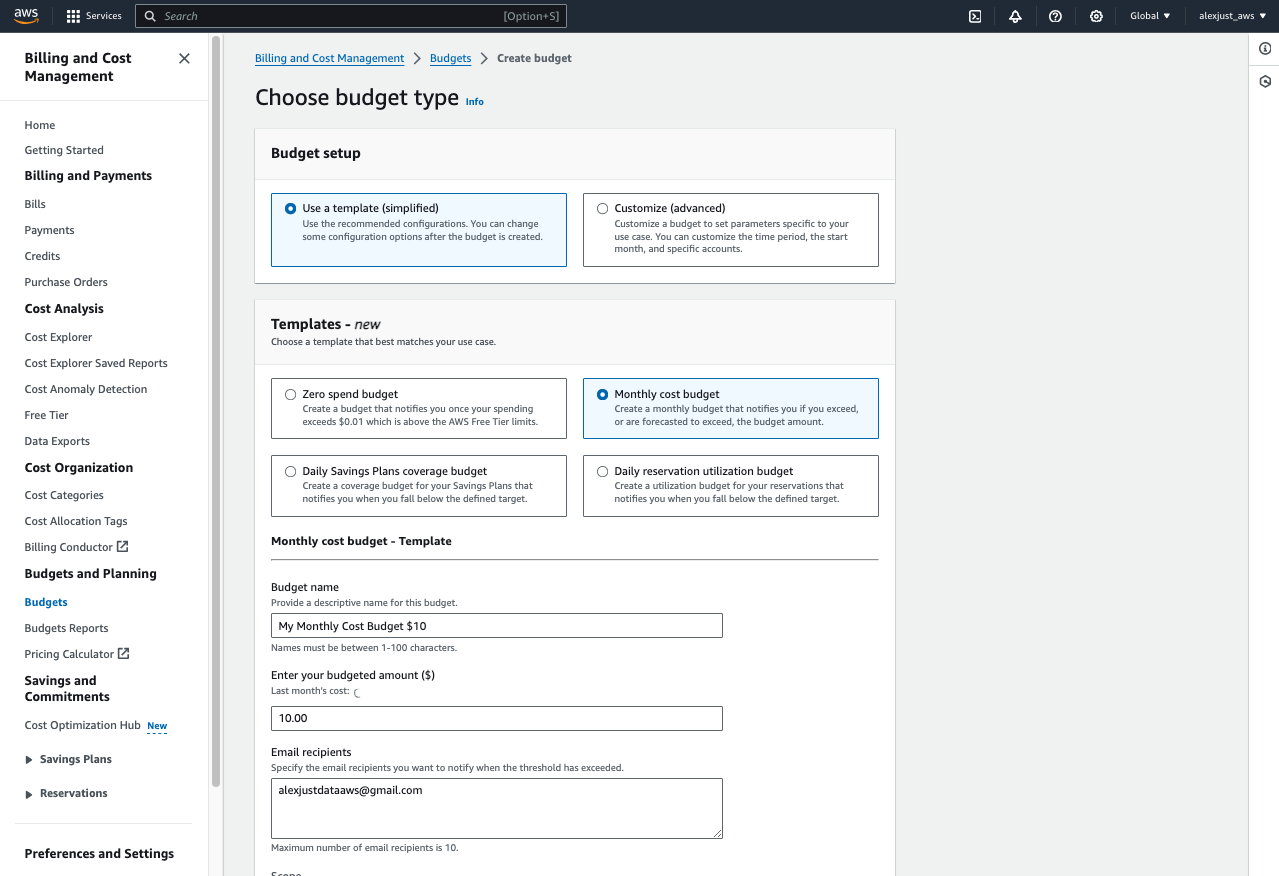 aws
Services
Search
[Option+S]
Global ▼
alexjust_aws ▼
Billing and Cost
Management
Home
Getting Started
Billing and Payments
Bills
Payments
Credits
Purchase Orders
Cost Analysis
Cost Explorer
Cost Explorer Saved Reports
Cost Anomaly Detection
Free Tier
Data Exports
Cost Organization
Cost Categories
Cost Allocation Tags
Billing Conductor
Budgets and Planning
Budgets
Budgets Reports
Pricing Calculator
Savings and
Commitments
Cost Optimization Hub New
Savings Plans
Reservations
Preferences and Settings
Billing and Cost Management > Budgets > Create budget
Choose budget type Info
Budget setup
Use a template (simplified)
Use the recommended configurations. You can change
some configuration options after the budget is created.
Customize (advanced)
Customize a budget to set parameters specific to your
use case. You can customize the time period, the start
month, and specific accounts.
Templates - new
Choose a template that best matches your use case.
Zero spend budget
Create a budget that notifies you once your spending
exceeds $0.01 which is above the AWS Free Tier limits.
Monthly cost budget
Create a monthly budget that notifies you if you exceed,
or are forecasted to exceed, the budget amount.
Daily Savings Plans coverage budget
Create a coverage budget for your Savings Plans that
notifies you when you fall below the defined target.
Daily reservation utilization budget
Create a utilization budget for your reservations that
notifies you when you fall below the defined target.
Monthly cost budget - Template
Budget name
Provide a descriptive name for this budget.
My Monthly Cost Budget $10
Names must be between 1-100 characters.
Enter your budgeted amount ($)
Last month's cost:
10.00
Email recipients
Specify the email recipients you want to notify when the threshold has exceeded.
alexjustdataaws@gmail.com
Maximum number of email recipients is 10.
Scope